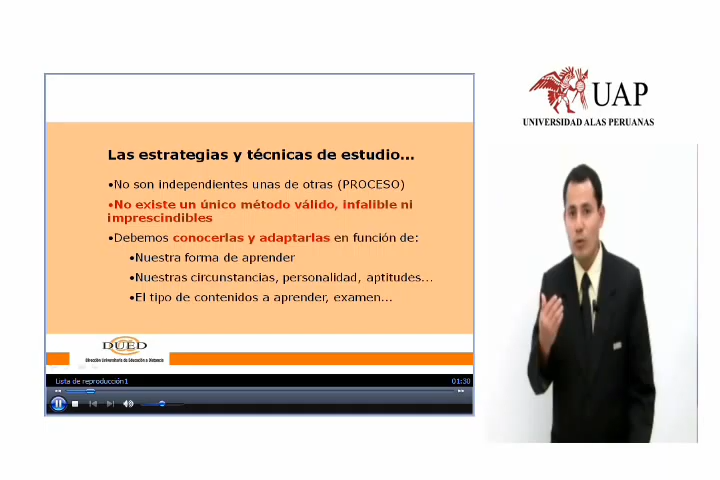 UAP
UNIVERSIDAD ALAS PERUANAS
Las estrategias y técnicas de estudio...
•No son independientes unas de otras (PROCESO)
•No existe un único método válido, infalible ni
imprescindibles
•Debemos conocerlas y adaptarlas en función de:
•Nuestra forma de aprender
•Nuestras circunstancias, personalidad, aptitudes...
•El tipo de contenidos a aprender, examen...
DUED
Dirección Universitaria de Educación a Distancia
Lista de reproducción1
01:30